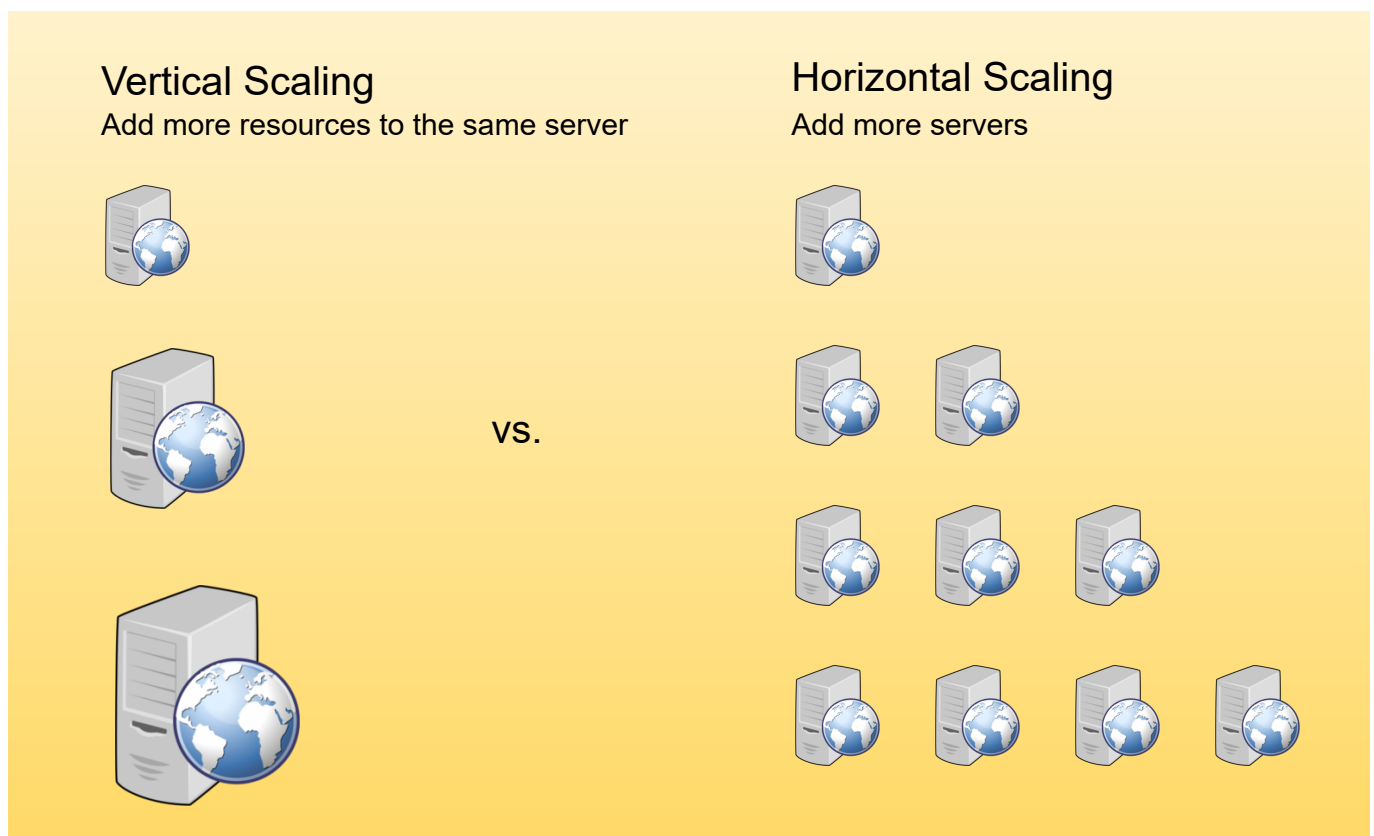 Vertical Scaling
Add more resources to the same server
vs.
Horizontal Scaling
Add more servers